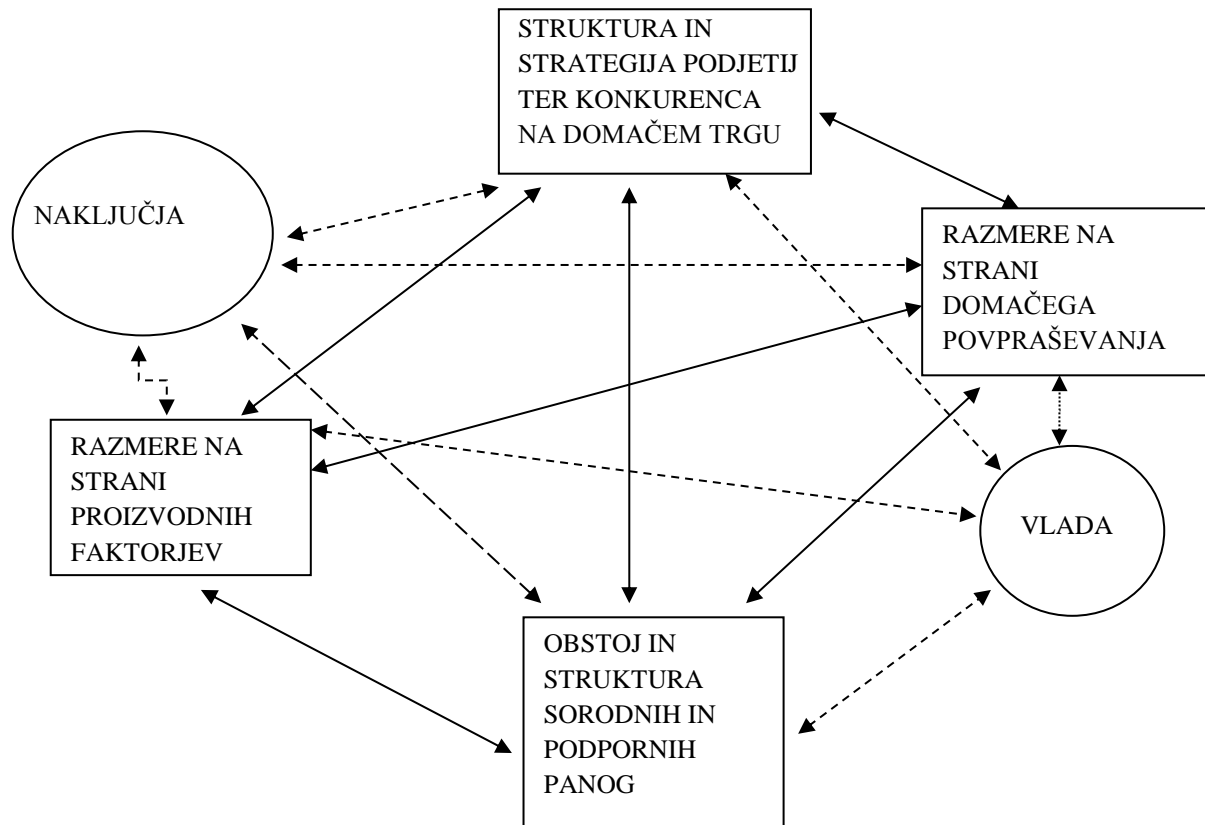 STRUKTURA IN
STRATEGIJA PODJETIJ
TER KONKURENCA
NA DOMAČEM TRGU
NAKLJUČJA
RAZMERE NA
STRANI
DOMAČEGA
POVPRAŠEVANJA
RAZMERE NA
STRANI
PROIZVODNIH
FAKTORJEV
VLADA
OBSTOJ IN
STRUKTURA
SORODNIH IN
PODPORNIH
PANOG